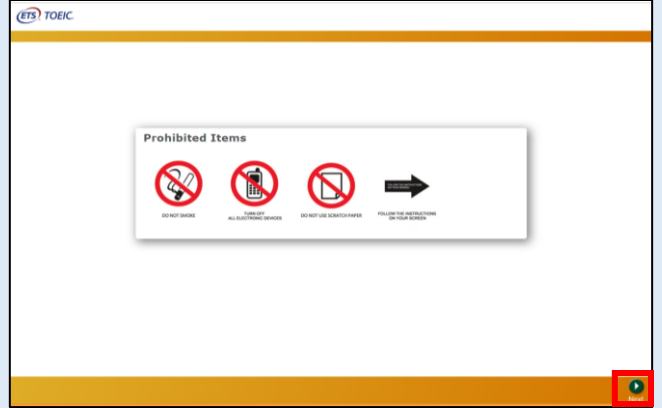 ETS TOEIC.
Prohibited Items
DO NOT SMOKE
TURN OFF
ALL ELECTRONIC DEVICES
DO NOT USE SCRATCH PAPER
FOLLOW THE INSTRUCTIONS
ON YOUR SCREEN
Next